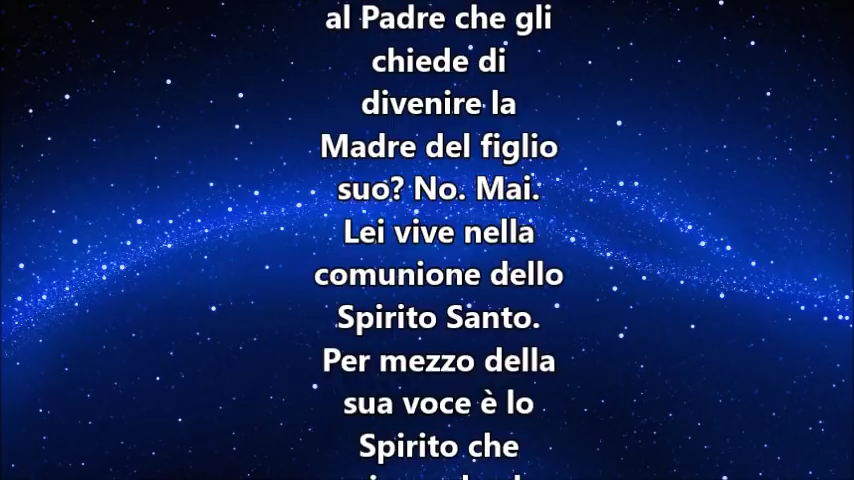 al Padre che gli
chiede di
divenire la
Madre del figlio
suo? No. Mai.
Lei vive nella
comunione dello
Spirito Santo.
Per mezzo della
sua voce è lo
Spirito che